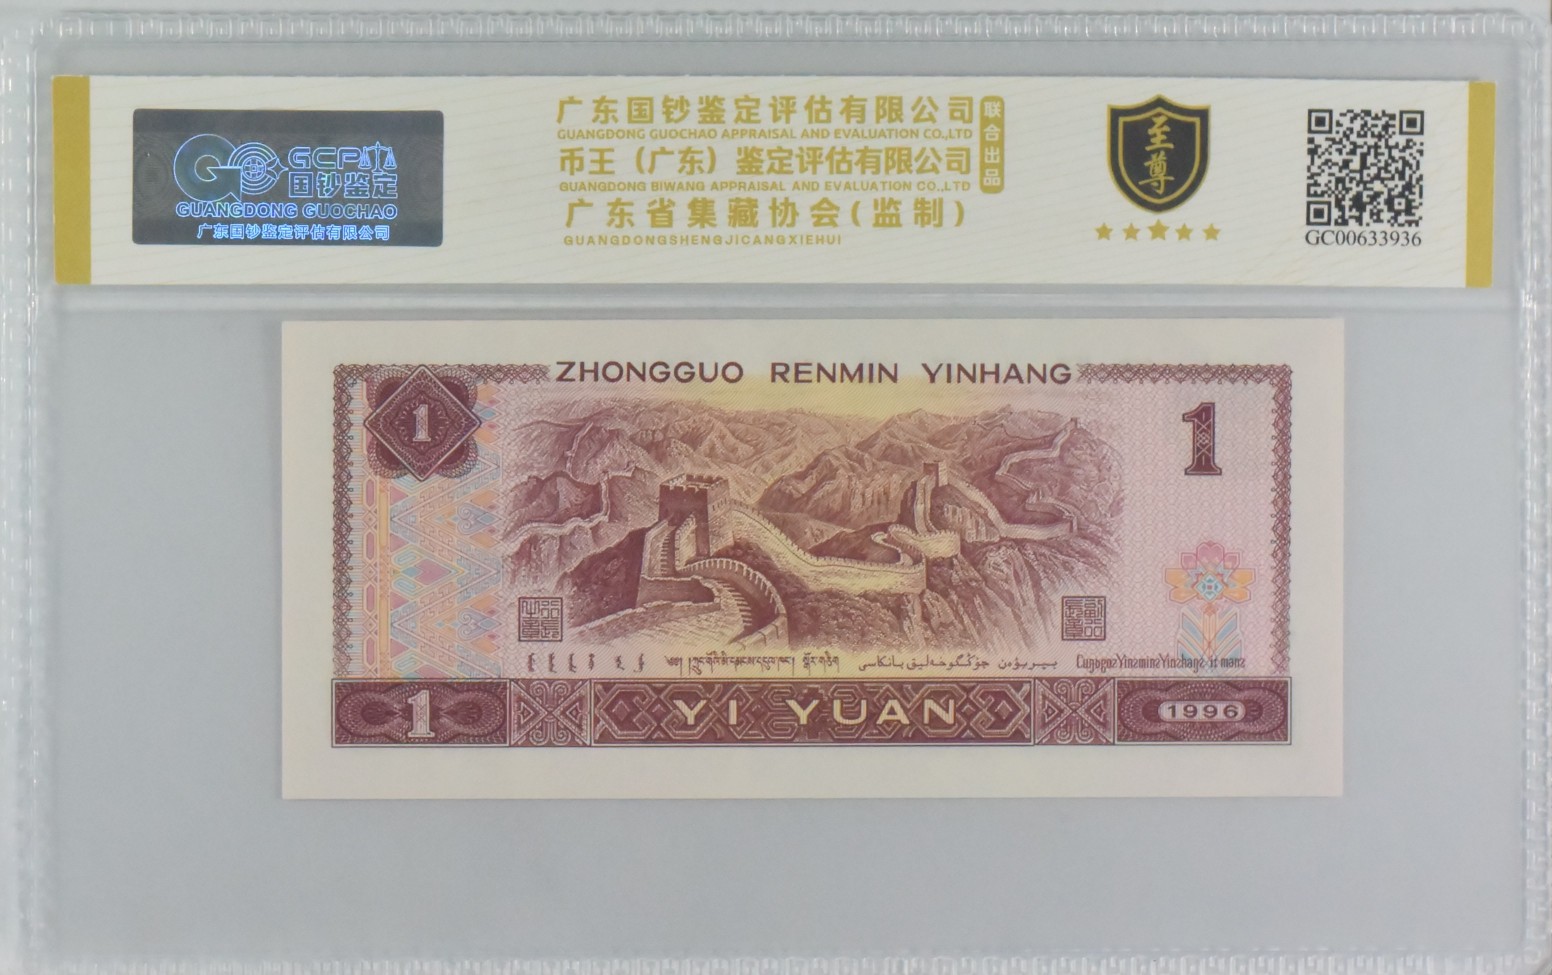 GCP
国钞鉴定
GUANGDONG GUOCHAO
广东国钞鉴定评估有限公司
广东国钞鉴定评估有限公司
GUANGDONG GUOCHAO APPRAISAL AND EVALUATION CO.,LTD
币王（广东）鉴定评估有限公司
GUANGDONG BIWANG APPRAISAL AND EVALUATION CO.,LTD
广东省集藏协会(监制)
GUANGDONGSHENGJICANGXIEHUI
联合出品
至尊
GC00633936
ZHONGGUO RENMIN YINHANG
1
1
1
YI YUAN
1996